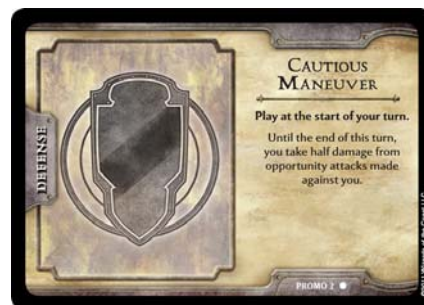 DEFENSE
CAUTIOUS
MANEUVER
Play at the start of your turn.
Until the end of this turn,
you take half damage from
opportunity attacks made
against you.
PROMO 2